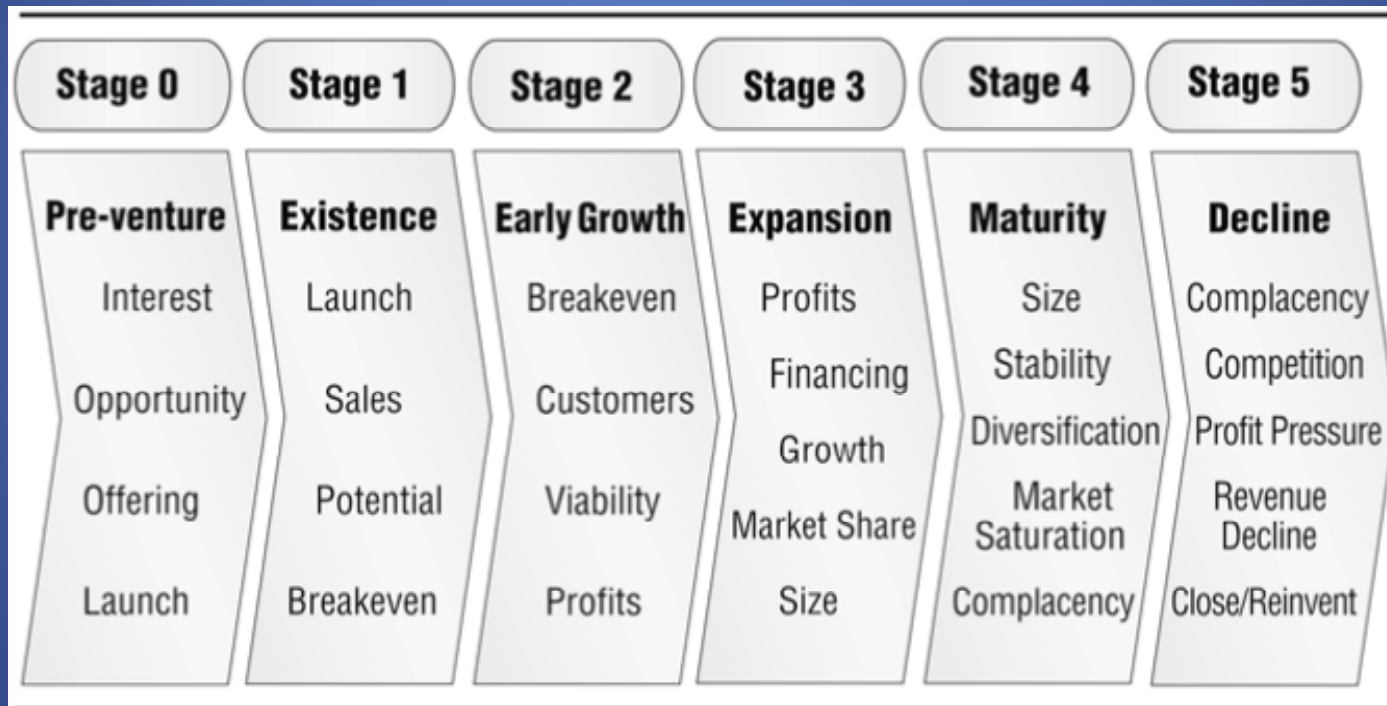 Stage 0
Stage 1
Stage 2
Stage 3
Stage 4
Stage 5
Pre-venture
Interest
Opportunity
Offering
Launch
Existence
Launch
Sales
Potential
Breakeven
Early Growth
Breakeven
Customers
Viability
Profits
Expansion
Profits
Financing
Growth
Market Share
Size
Maturity
Size
Stability
Diversification
Market
Saturation
Complacency
Decline
Complacency
Competition
Profit Pressure
Revenue
Decline
Close/Reinvent